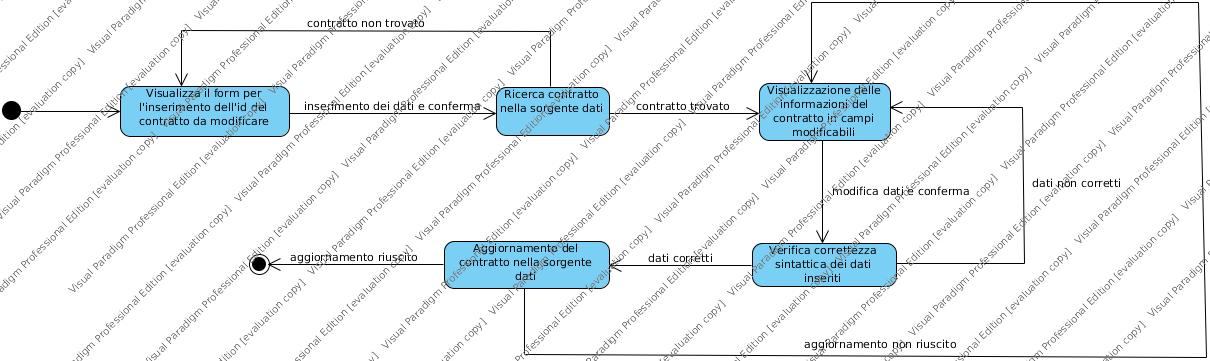 contratto non trovato
Visualizza il form per
l'inserimento dell'id del
contratto da modificare
inserimento dei dati e conferma
Ricerca contratto
nella sorgente dati
contratto trovato
Visualizzazione delle
informazioni del
contratto in campi
modificabili
modifica dati e conferma
dati non corretti
Verifica correttezza
sintattica dei dati
inseriti
dati corretti
Aggiornamento del
contratto nella sorgente
dati
aggiornamento riuscito
aggiornamento non riuscito
Visual Paradigm Professional Edition [evaluation copy]